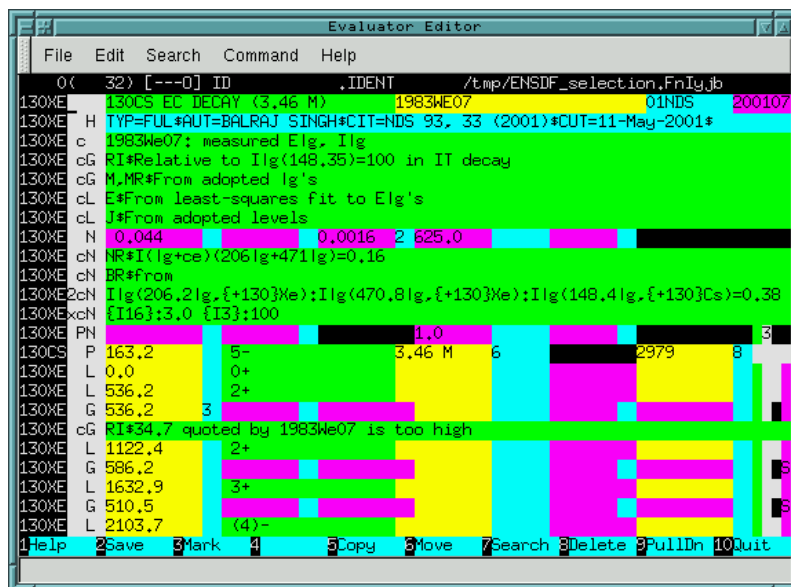 Evaluator Editor
File Edit Search Command Help
0( 32) [---0] ID .IDENT /tmp/ENSDF_selection.FnIyjb
130XE 130CS EC DECAY (3.46 M) 1983WE07 01NDS 200107
130XE H TYP=FUL$AUT=BALRAJ SINGH$CIT=NDS 93, 33 (2001)$CUT=11-May-2001$
130XE c 1983We07: measured E|g, I|g
130XE cG RI$Relative to I|g(148.35)=100 in IT decay
130XE cG M,MR$From adopted |g's
130XE cL E$From least-squares fit to E|g's
130XE cL J$From adopted levels
130XE N 0.044 0.0016 2 625.0
130XE cN NR$I(|g+ce)(206|g+471|g)=0.16
130XE cN BR$from
130XE2cN I|g(206.2|g,{+130}Xe):I|g(470.8|g,{+130}Xe):I|g(148.4|g,{+130}Cs)=0.38
130XExcN {I16}:3.0 {I3}:100
130XE PN 1.0 3
130CS P 163.2 5- 3.46 M 6 2979 8
130XE L 0.0 0+
130XE L 536.2 2+
130XE G 536.2 3
130XE cG RI$34.7 quoted by 1983We07 is too high
130XE L 1122.4 2+
130XE G 586.2 S
130XE L 1632.9 3+
130XE G 510.5 S
130XE L 2103.7 (4)-
1Help 2Save 3Mark 4 5Copy 6Move 7Search 8Delete 9PullDn 10Quit